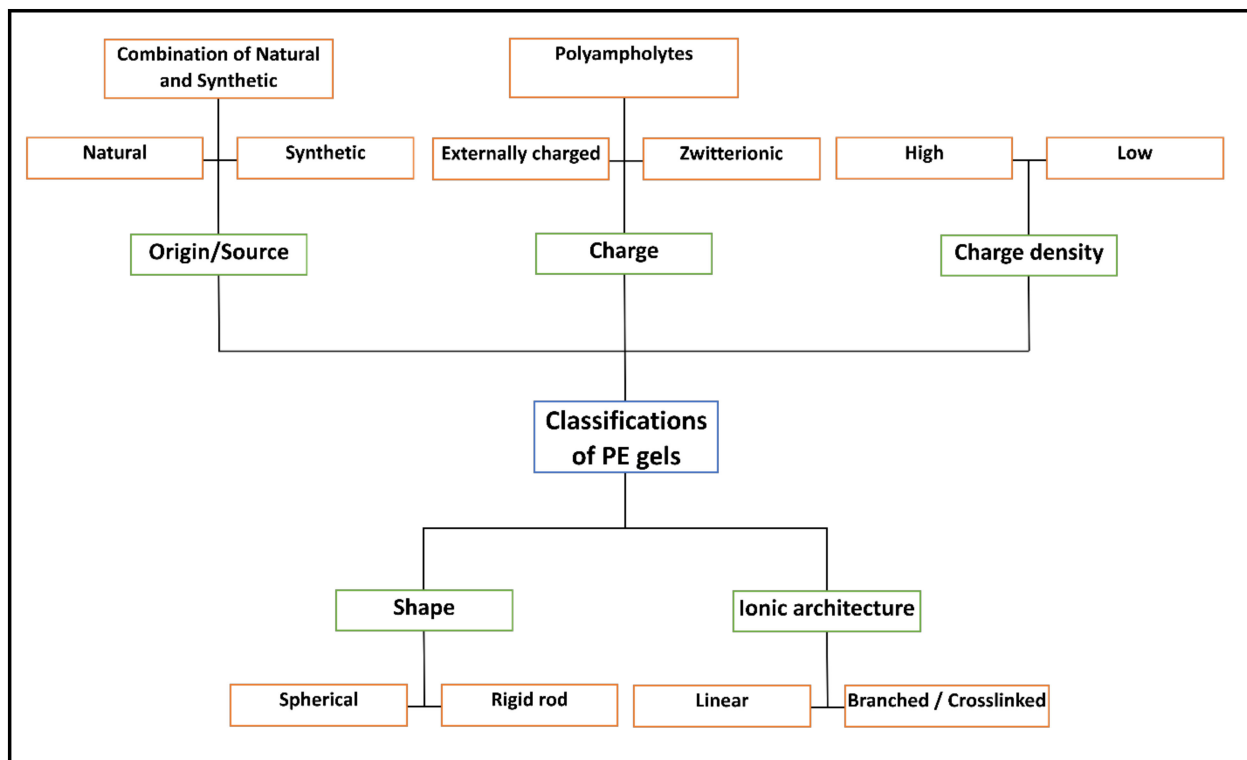 Combination of Natural
and Synthetic
Polyampholytes
Natural
Synthetic
Externally charged
Zwitterionic
High
Low
Origin/Source
Charge
Charge density
Classifications
of PE gels
Shape
Ionic architecture
Spherical
Rigid rod
Linear
Branched / Crosslinked